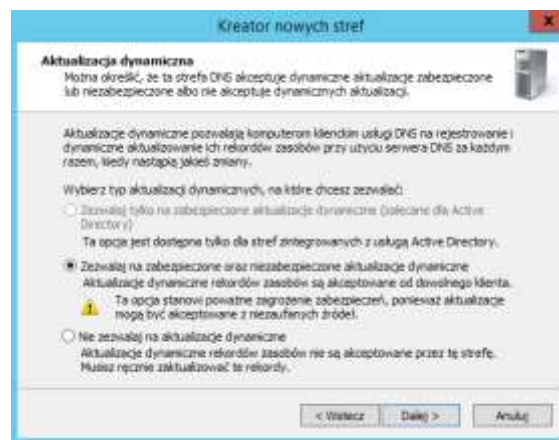 Kreator nowych stref
x
Aktualizacja dynamiczna
Można określić, że ta strefa DNS akceptuje dynamiczne aktualizacje zabezpieczone
lub niezabezpieczone albo nie akceptuje dynamicznych aktualizacji.
Aktualizacje dynamiczne pozwalają komputerom klienckim usługi DNS na rejestrowanie i
dynamiczne aktualizowanie ich rekordów zasobów przy użyciu serwera DNS za każdym
razem, kiedy nastąpią jakieś zmiany.
Wybierz typ aktualizacji dynamicznych, na które chcesz zezwalać:
Zezwalaj tylko na zabezpieczone aktualizacje dynamiczne (zalecane dla Active
Directory)
Ta opcja jest dostępna tylko dla stref zintegrowanych z usługą Active Directory.
Zezwalaj na zabezpieczone oraz niezabezpieczone aktualizacje dynamiczne
Aktualizacje dynamiczne rekordów zasobów są akceptowane od dowolnego klienta.
Ta opcja stanowi poważne zagrożenie zabezpieczeń, ponieważ aktualizacje
mogą być akceptowane z niezaufanych źródeł.
Nie zezwalaj na aktualizacje dynamiczne
Aktualizacje dynamiczne rekordów zasobów nie są akceptowane przez tę strefę.
Musisz ręcznie zaktualizować te rekordy.
< Wstecz Dalej > Anuluj